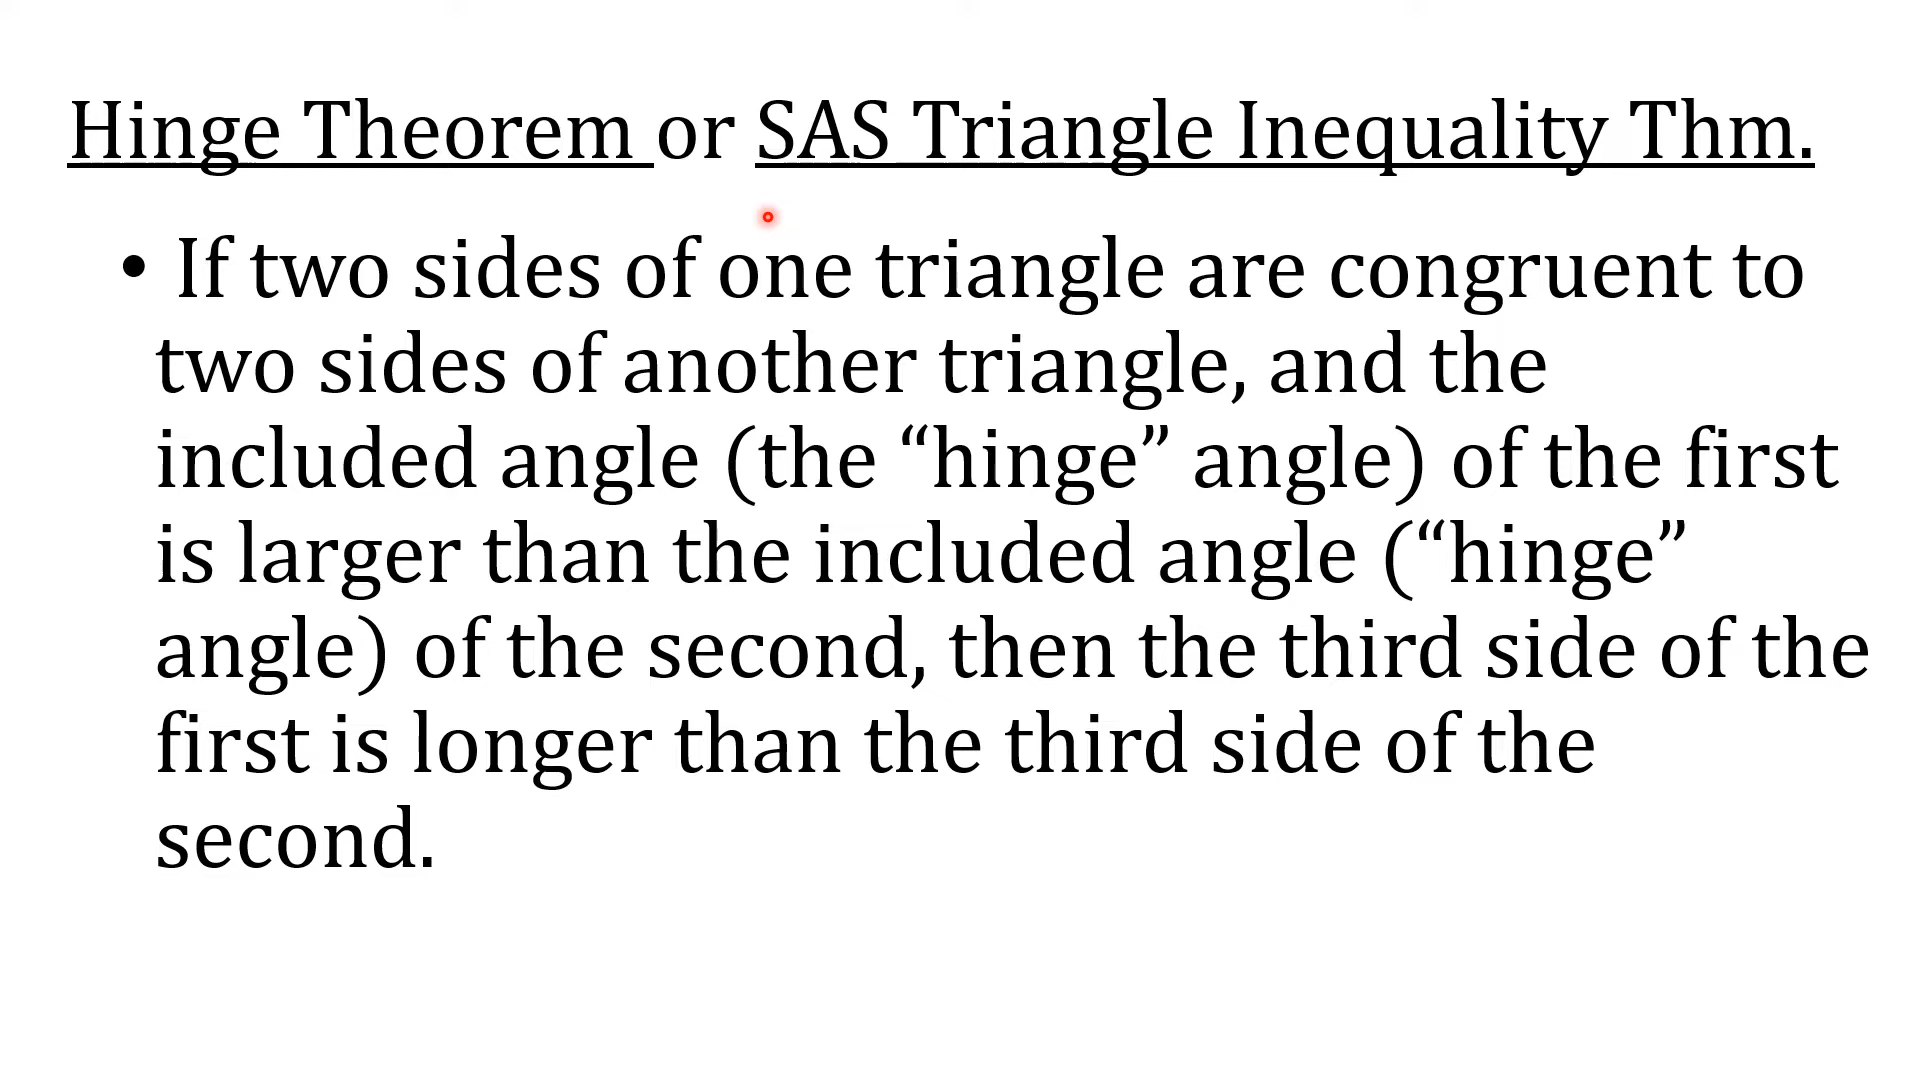 Hinge Theorem or SAS Triangle Inequality Thm.
• If two sides of one triangle are congruent to
two sides of another triangle, and the
included angle (the “hinge” angle) of the first
is larger than the included angle (“hinge”
angle) of the second, then the third side of the
first is longer than the third side of the
second.